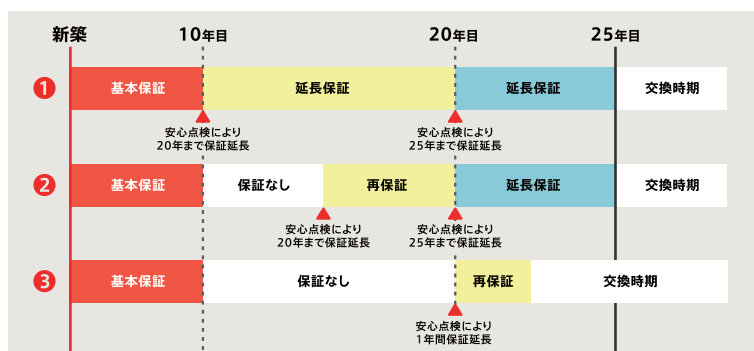 新築 10年目 20年目 25年目
1 基本保証 延長保証 延長保証 交換時期
安心点検により 安心点検により
20年まで保証延長 25年まで保証延長
2 基本保証 保証なし 再保証 延長保証 交換時期
安心点検により 安心点検により
20年まで保証延長 25年まで保証延長
3 基本保証 保証なし 再保証 交換時期
安心点検により
1年間保証延長